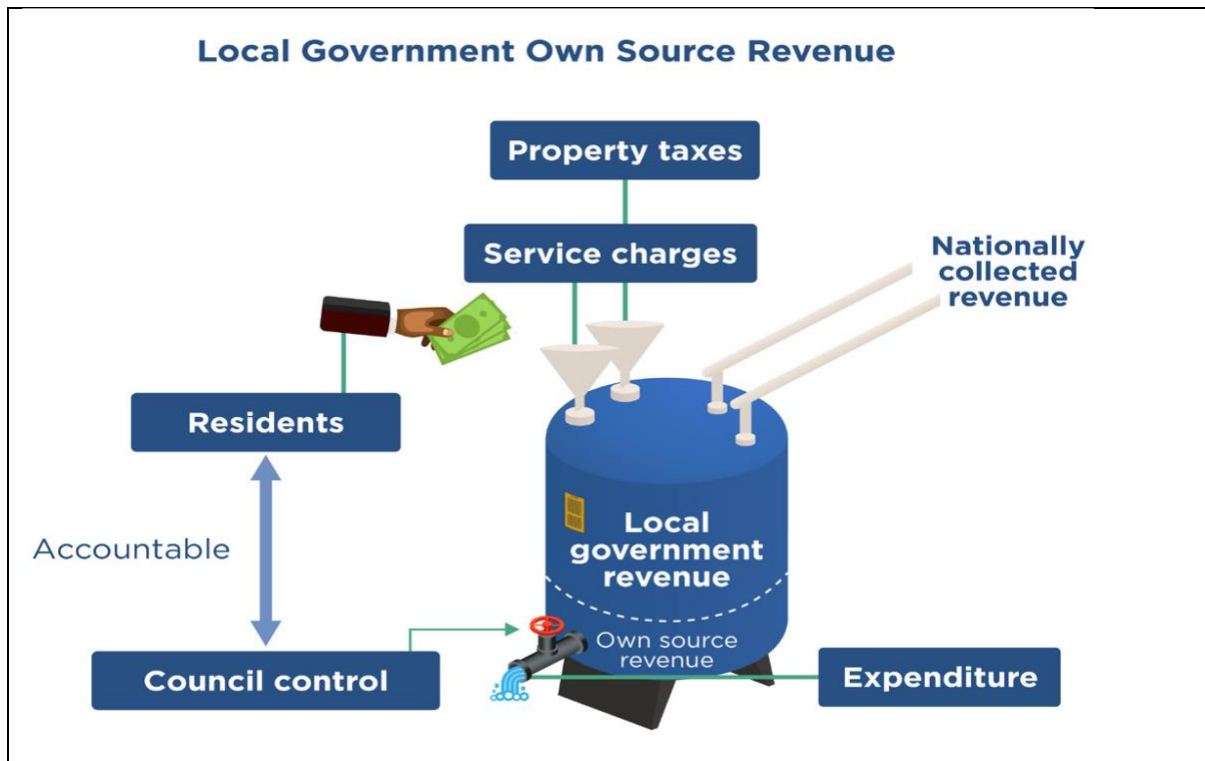 Local Government Own Source Revenue
Property taxes
Service charges
Nationally
collected
revenue
Residents
Accountable
Local
government
revenue
Own source
revenue
Council control
Expenditure